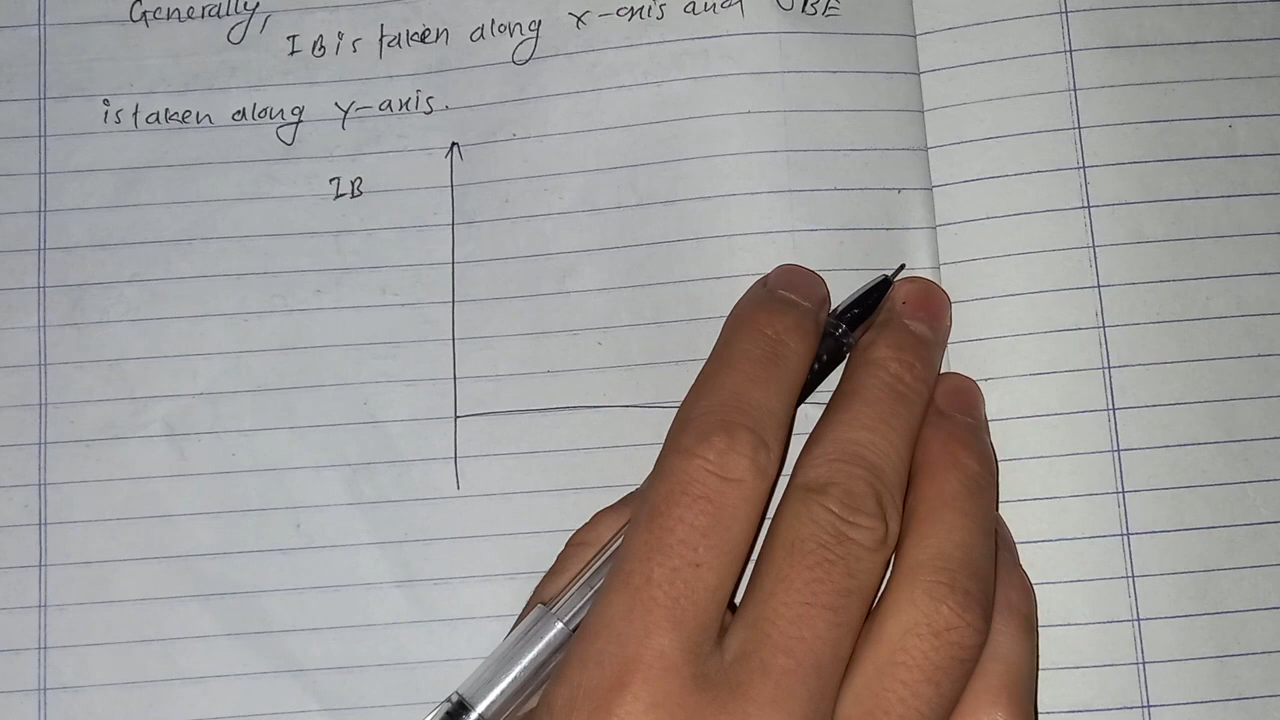 Generally,
IB is taken along x-axis and VBE
is taken along y-axis.
IB